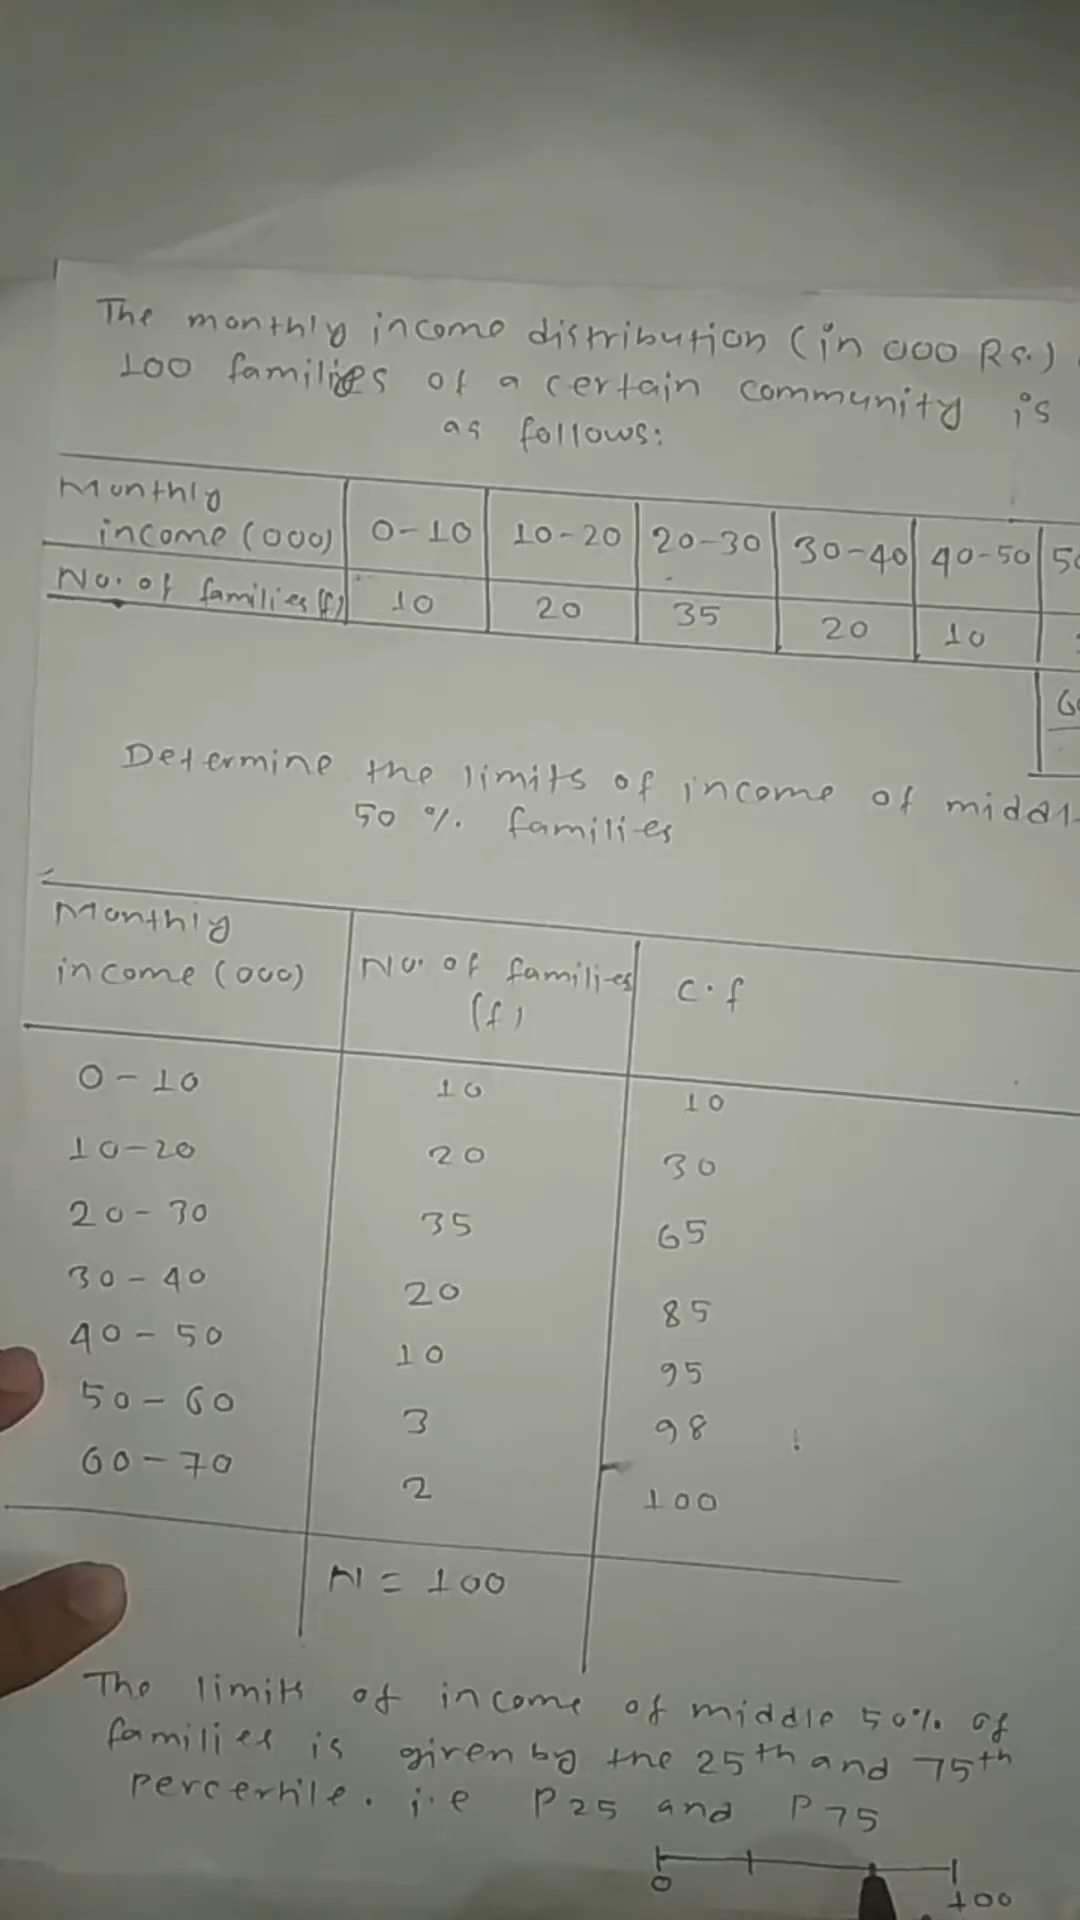 The monthly income distribution (in 000 Rs.)
100 families of a certain community is
as follows:
Monthly
income (000) 0-10 10-20 20-30 30-40 40-50
No. of families (f) 10 20 35 20 10
Determine the limits of income of
50 % families
Monthly
income (000) No. of families C.f
(f)
0-10 10 10
10-20 20 30
20-30 35 65
30-40 20 85
40-50 10 95
50-60 3 98
60-70 2 100
N = 100
The limits of income of middle 50% of
families is given by the 25th and 75th
percentile. i.e P25 and P75
0 100